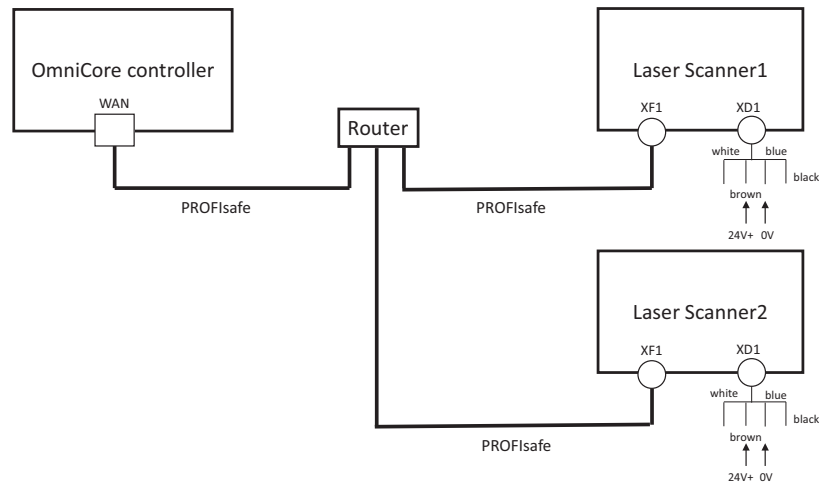 OmniCore controller
WAN
Router
PROFIsafe
PROFIsafe
Laser Scanner1
XF1
XD1
white
blue
black
brown
24V+ 0V
Laser Scanner2
XF1
XD1
white
blue
black
brown
24V+ 0V
PROFIsafe